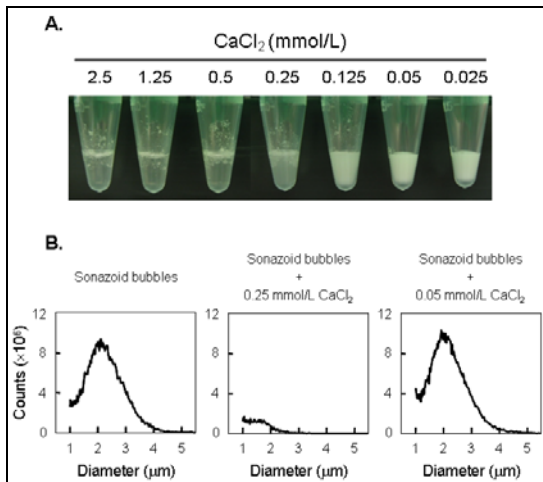 A.
CaCl₂ (mmol/L)
2.5 1.25 0.5 0.25 0.125 0.05 0.025
B.
Sonazoid bubbles
Sonazoid bubbles
+
0.25 mmol/L CaCl₂
Sonazoid bubbles
+
0.05 mmol/L CaCl₂
Counts (×10⁶)
12
8
4
0
1 2 3 4 5
Diameter (μm)
12
8
4
0
1 2 3 4 5
Diameter (μm)
12
8
4
0
1 2 3 4 5
Diameter (μm)